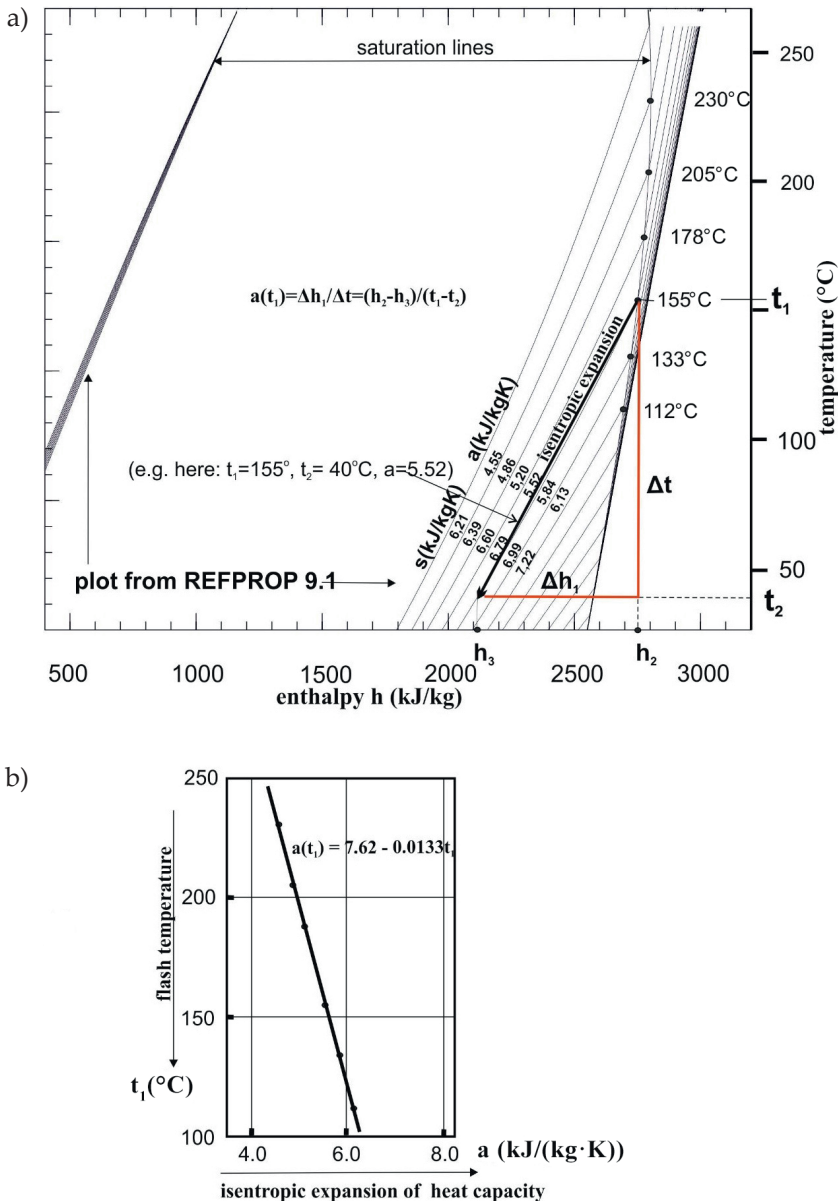 a)
saturation lines
250
230°C
205°C
200
178°C
a(t₁)=Δh₁/Δt=(h₂-h₃)/(t₁-t₂)
155°C
t₁
temperature (°C)
isentropic expansion
133°C
112°C
100
a(kJ/kgK)
4.55
4.86
5,20
5.52
5,84
6,13
(e.g. here: t₁=155°, t₂= 40°C, a=5.52)
s(kJ/kgK)
6,21
6,39
6,60
6,79
6,99
7,22
Δt
plot from REFPROP 9.1
Δh₁
50
t₂
h₃
h₂
500
1000
1500
2000
2500
3000
enthalpy h (kJ/kg)
b)
250
a(t₁) = 7.62 - 0.0133t₁
200
flash temperature
150
t₁(°C)
100
4.0
6.0
8.0
a (kJ/(kg·K))
isentropic expansion of heat capacity